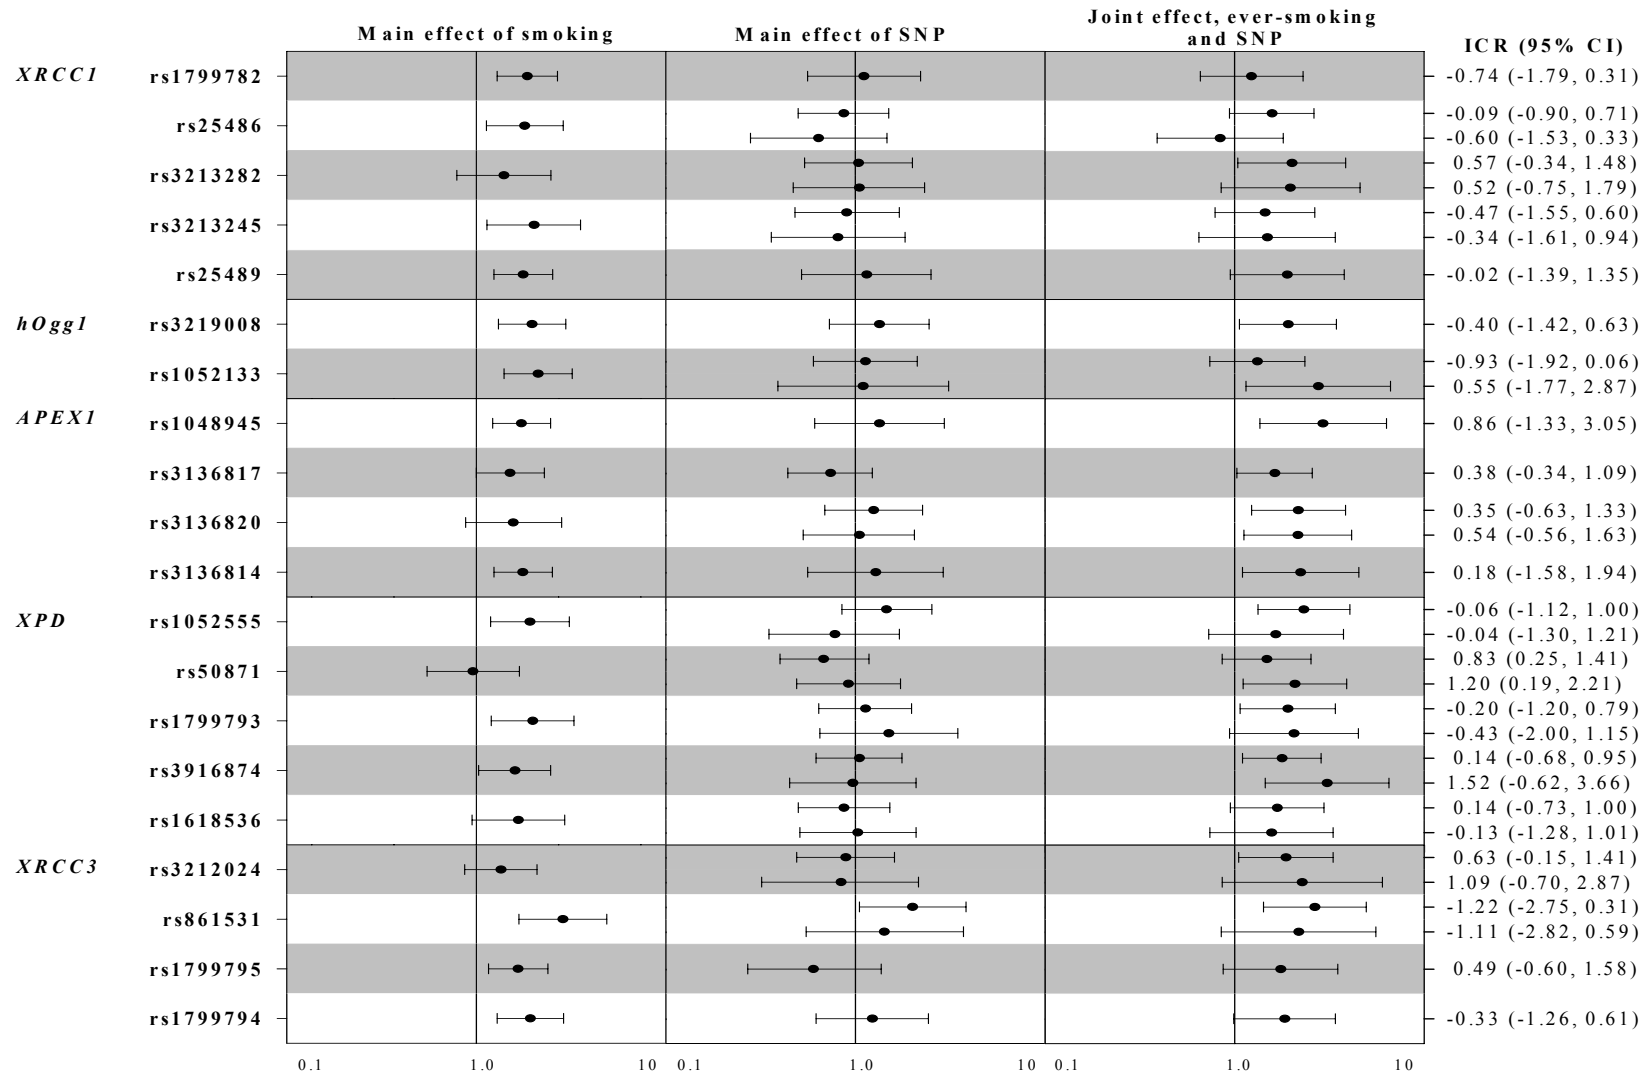 Main effect of smoking
Main effect of SNP
Joint effect, ever-smoking
and SNP
ICR (95% CI)
XRCC1
rs1799782
-0.74 (-1.79, 0.31)
rs25486
-0.09 (-0.90, 0.71)
-0.60 (-1.53, 0.33)
rs3213282
0.57 (-0.34, 1.48)
0.52 (-0.75, 1.79)
rs3213245
-0.47 (-1.55, 0.60)
-0.34 (-1.61, 0.94)
rs25489
-0.02 (-1.39, 1.35)
hOgg1
rs3219008
-0.40 (-1.42, 0.63)
rs1052133
-0.93 (-1.92, 0.06)
0.55 (-1.77, 2.87)
APEX1
rs1048945
0.86 (-1.33, 3.05)
rs3136817
0.38 (-0.34, 1.09)
rs3136820
0.35 (-0.63, 1.33)
0.54 (-0.56, 1.63)
rs3136814
0.18 (-1.58, 1.94)
XPD
rs1052555
-0.06 (-1.12, 1.00)
-0.04 (-1.30, 1.21)
rs50871
0.83 (0.25, 1.41)
1.20 (0.19, 2.21)
rs1799793
-0.20 (-1.20, 0.79)
-0.43 (-2.00, 1.15)
rs3916874
0.14 (-0.68, 0.95)
1.52 (-0.62, 3.66)
rs1618536
0.14 (-0.73, 1.00)
-0.13 (-1.28, 1.01)
XRCC3
rs3212024
0.63 (-0.15, 1.41)
1.09 (-0.70, 2.87)
rs861531
-1.22 (-2.75, 0.31)
-1.11 (-2.82, 0.59)
rs1799795
0.49 (-0.60, 1.58)
rs1799794
-0.33 (-1.26, 0.61)
0.1 1.0 10 0.1 1.0 10 0.1 1.0 10